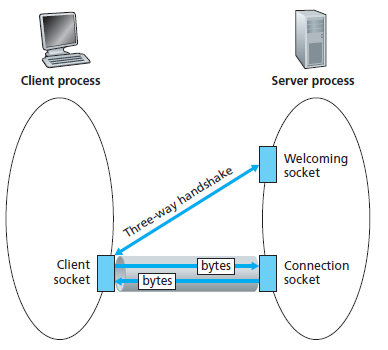 Client process
Server process
Welcoming
socket
Three-way handshake
Client
socket
bytes
bytes
Connection
socket